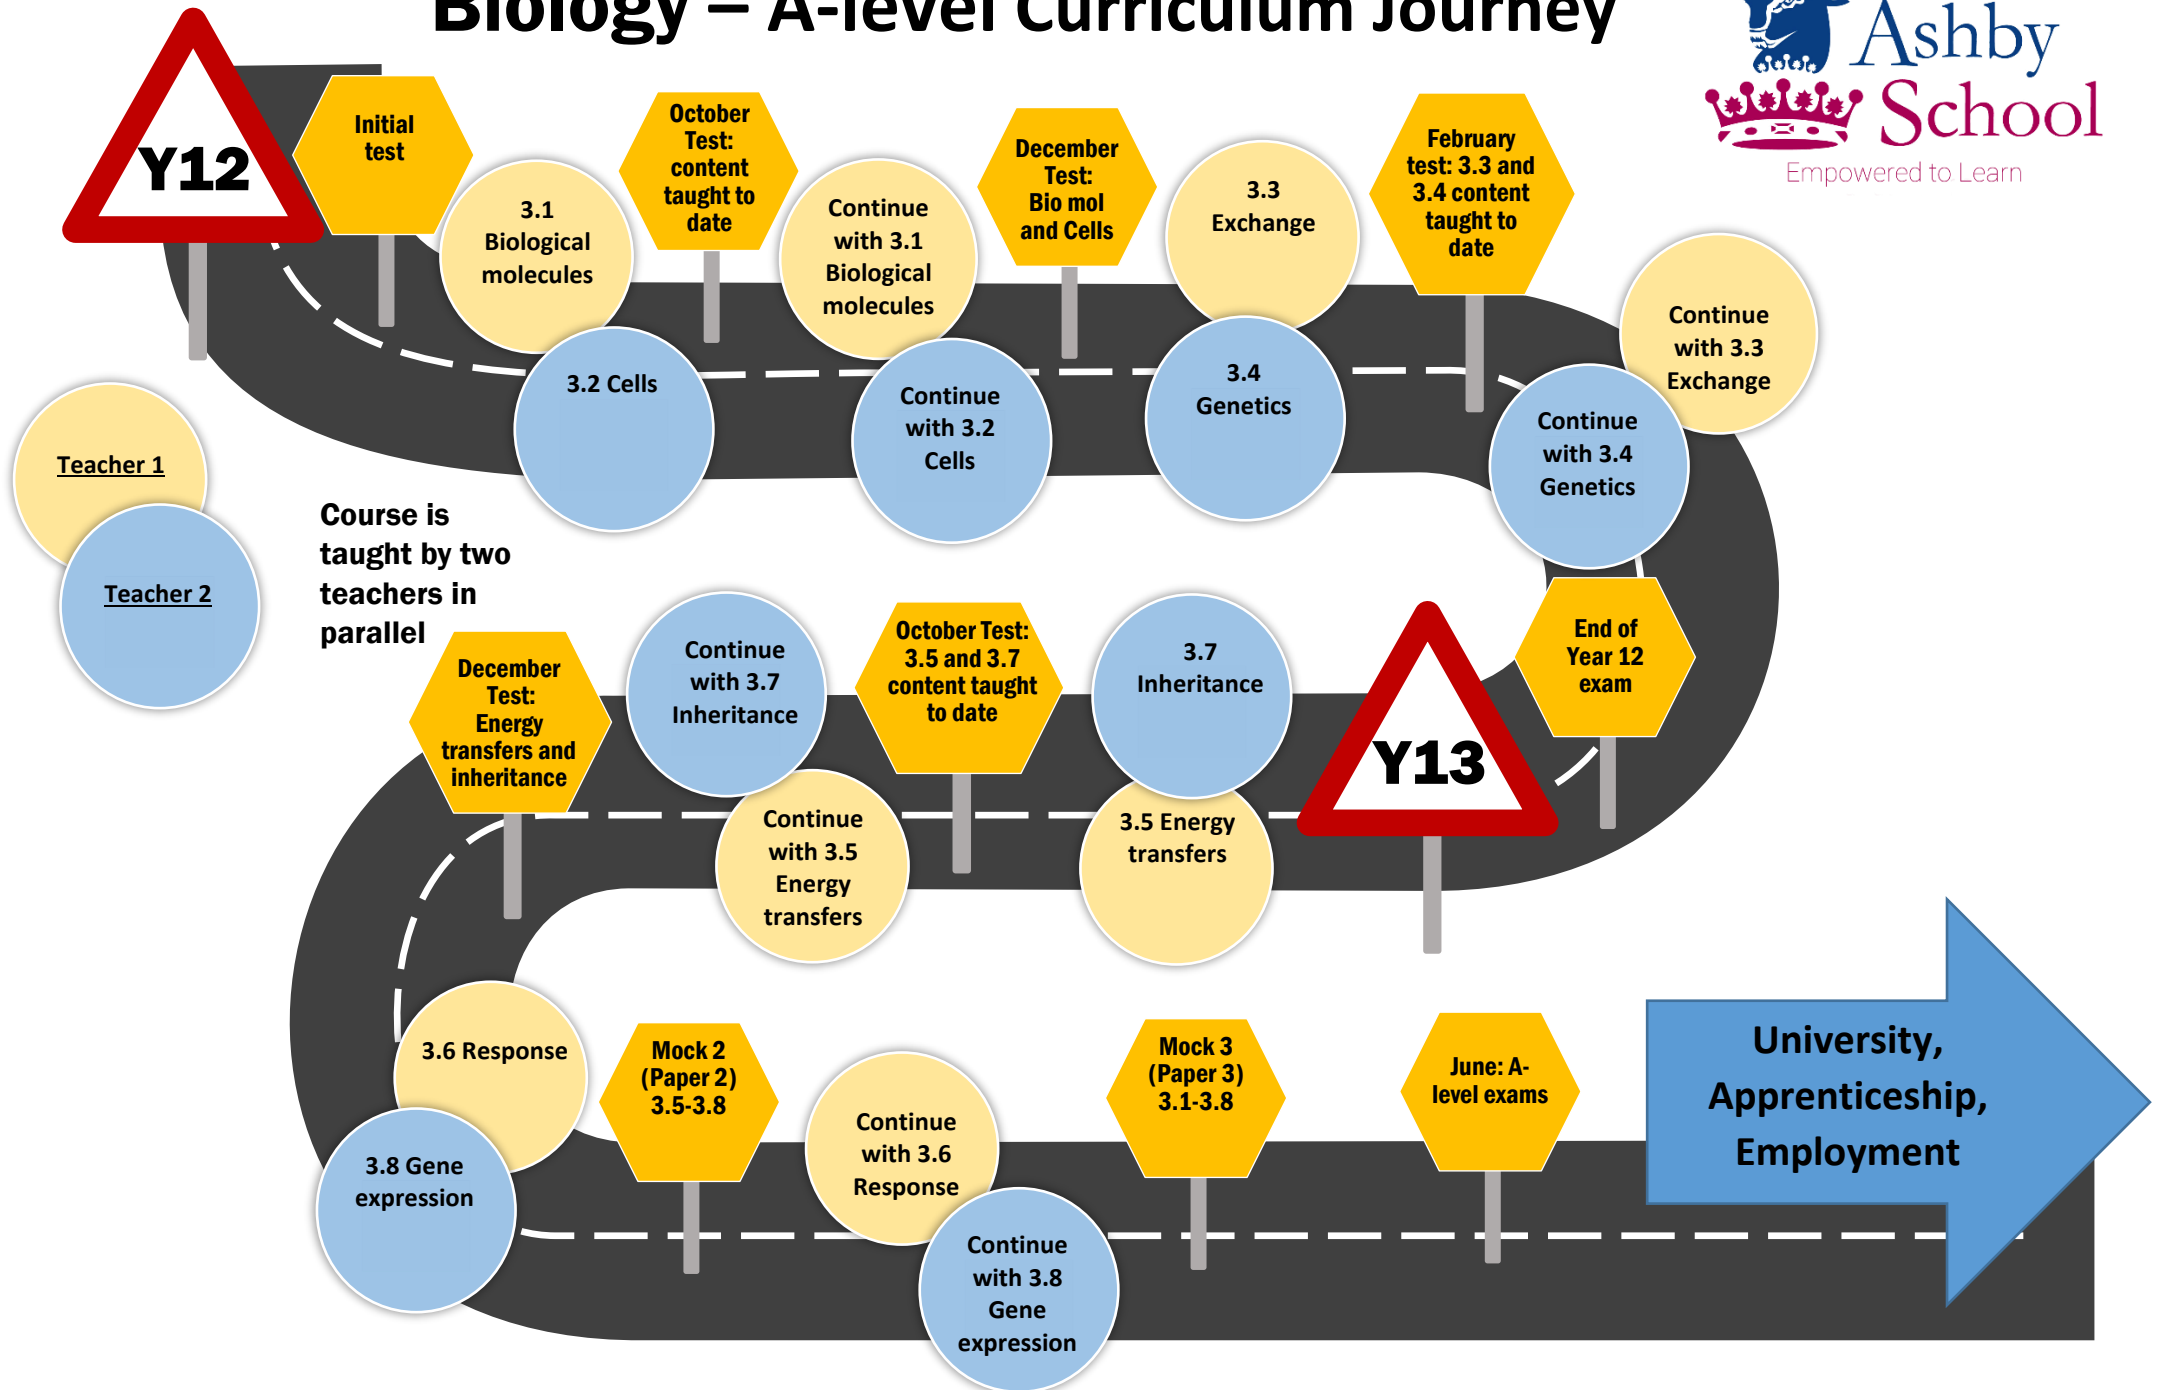 Biology – A-level Curriculum Journey
Ashby
School
Empowered to Learn
Y12
Initial
test
3.1
Biological
molecules
3.2 Cells
October
Test:
content
taught to
date
Continue
with 3.1
Biological
molecules
Continue
with 3.2
Cells
December
Test:
Bio mol
and Cells
3.3
Exchange
3.4
Genetics
February
test: 3.3 and
3.4 content
taught to
date
Continue
with 3.3
Exchange
Continue
with 3.4
Genetics
Teacher 1
Teacher 2
Course is
taught by two
teachers in
parallel
End of
Year 12
exam
Y13
3.7
Inheritance
3.5 Energy
transfers
October Test:
3.5 and 3.7
content taught
to date
Continue
with 3.7
Inheritance
Continue
with 3.5
Energy
transfers
December
Test:
Energy
transfers and
inheritance
3.6 Response
3.8 Gene
expression
Mock 2
(Paper 2)
3.5-3.8
Continue
with 3.6
Response
Continue
with 3.8
Gene
expression
Mock 3
(Paper 3)
3.1-3.8
June: A-
level exams
University,
Apprenticeship,
Employment